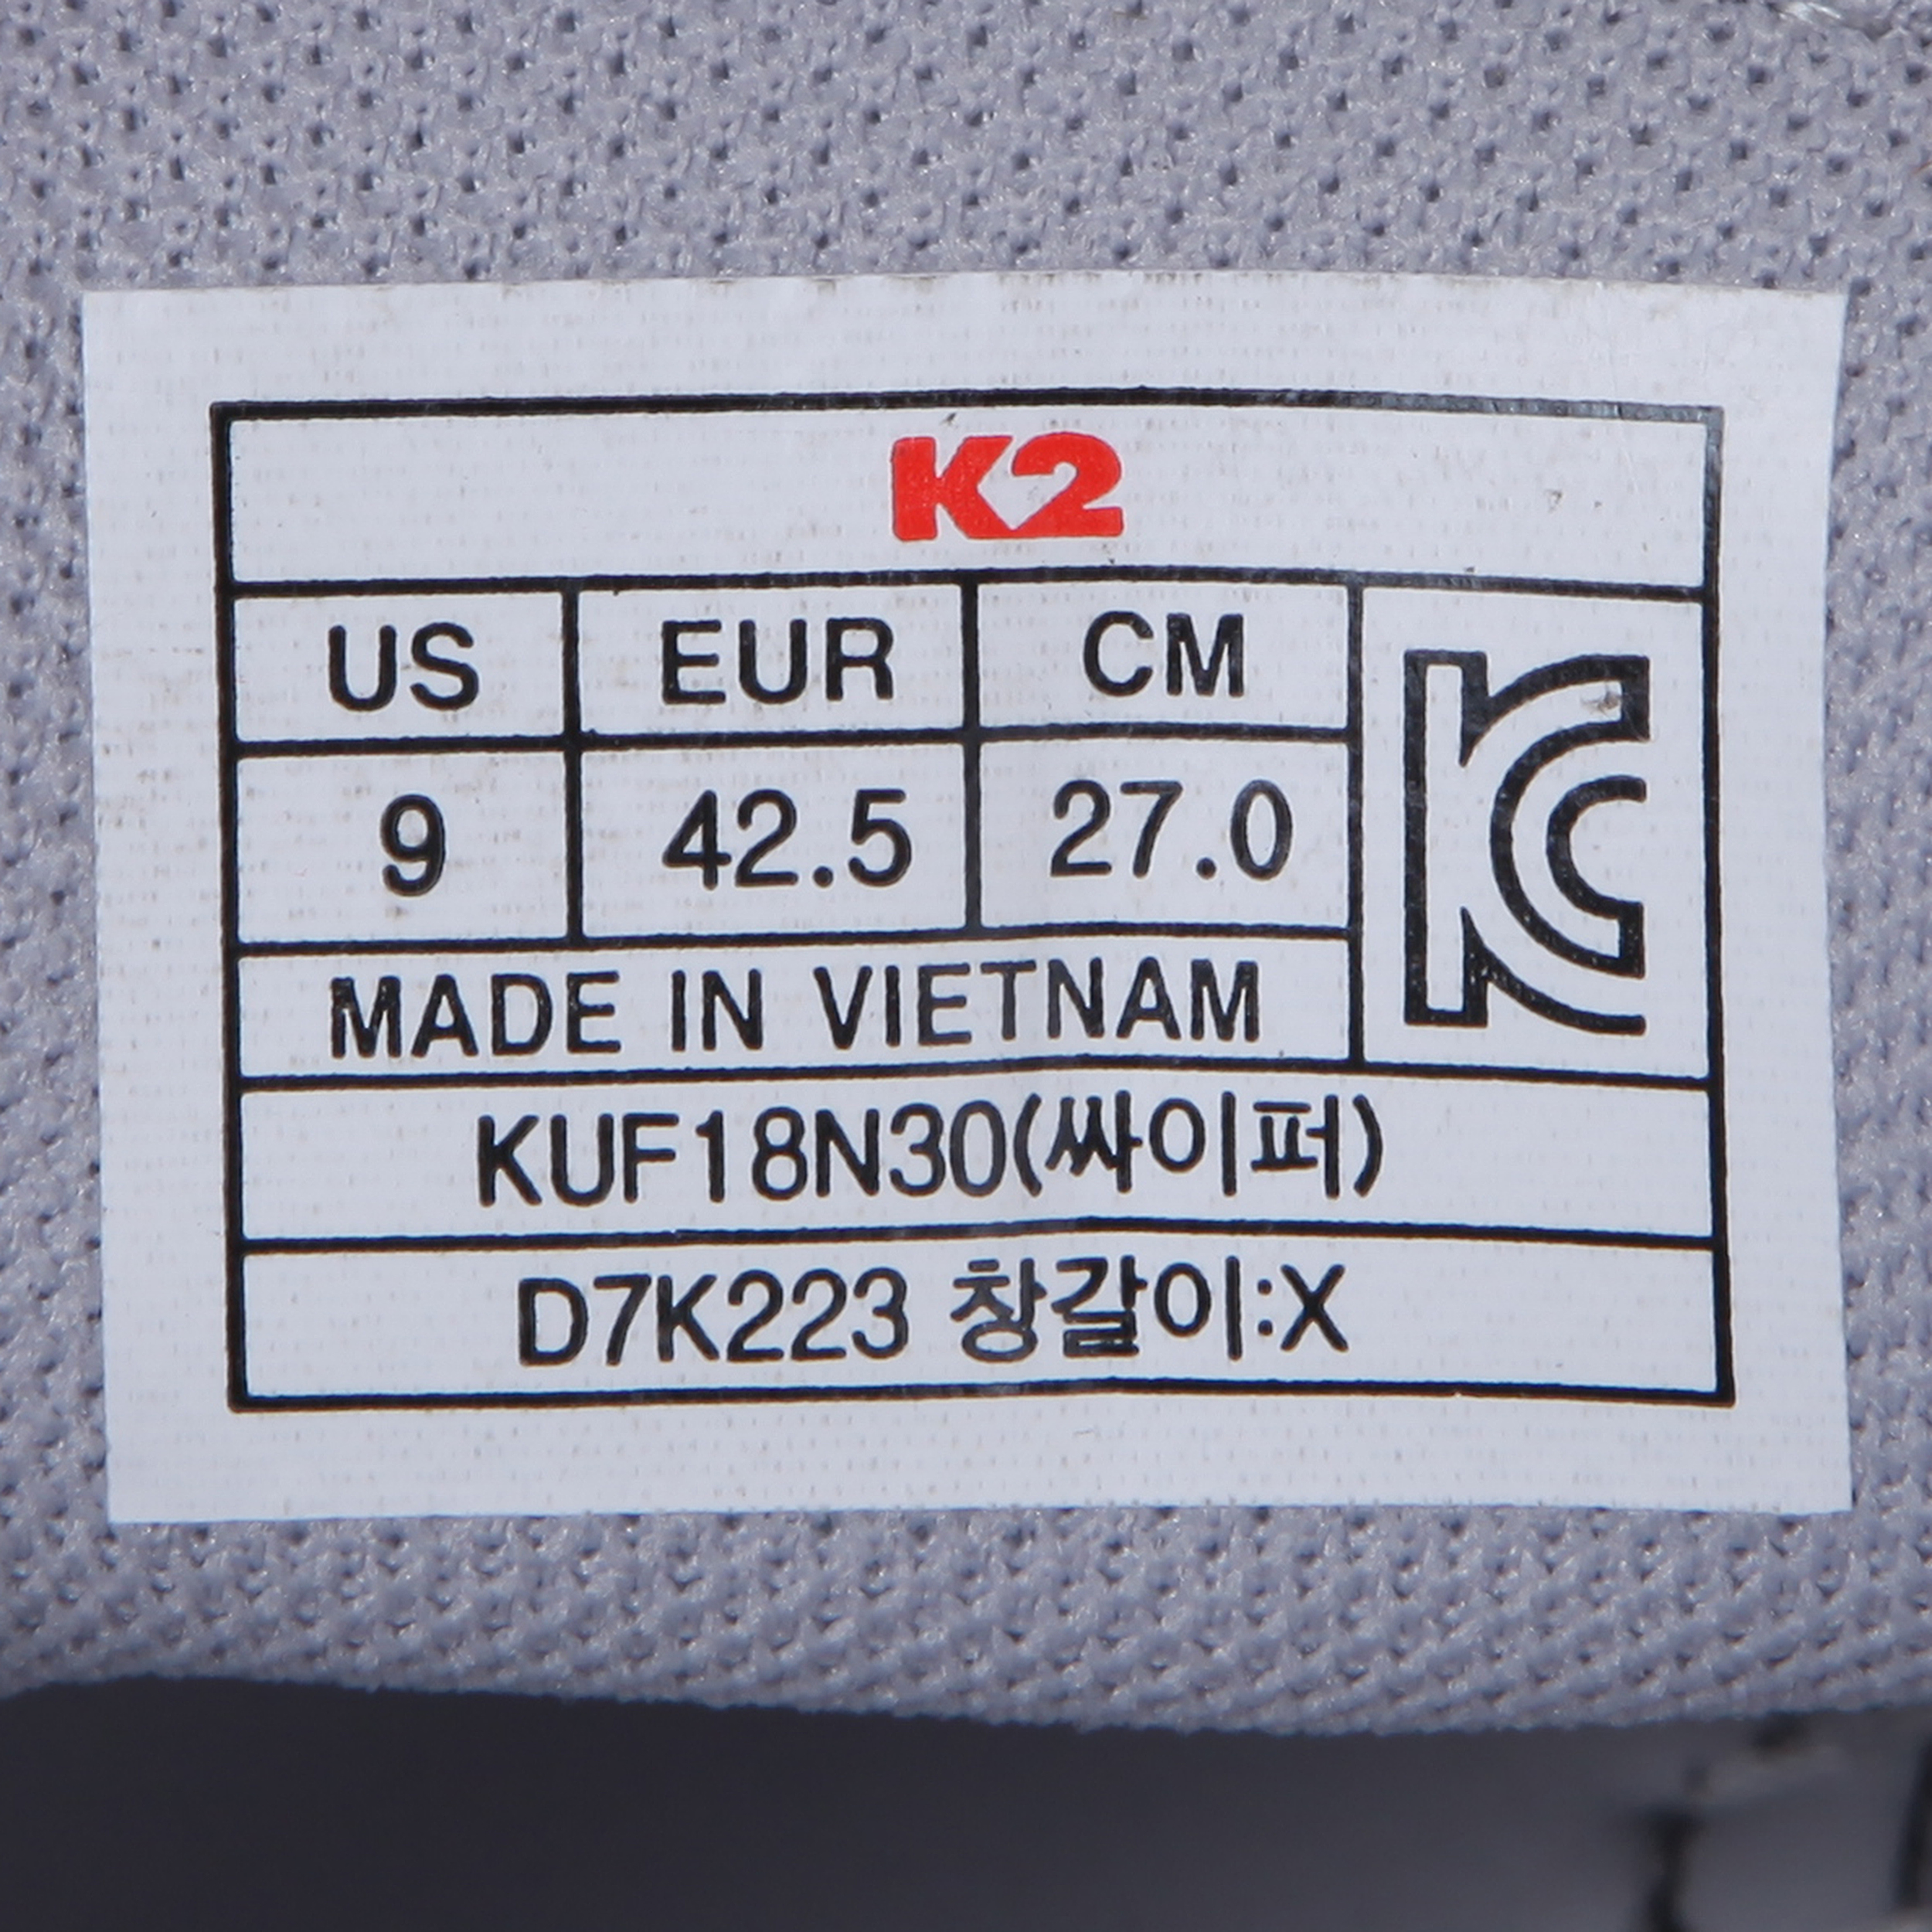 K2
US EUR CM
9 42.5 27.0
KC
MADE IN VIETNAM
KUF18N30(싸이퍼)
D7K223 창갈이:X